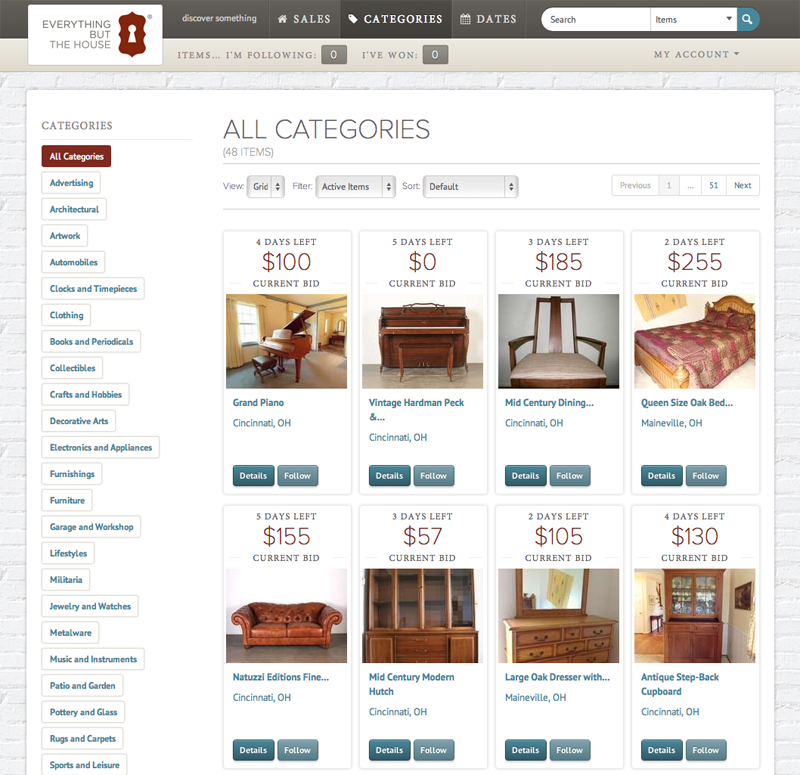 EVERYTHING
BUT
THE HOUSE
®
discover something
SALES
CATEGORIES
DATES
Search
Items
ITEMS... I'M FOLLOWING: 0
I'VE WON: 0
MY ACCOUNT
CATEGORIES
All Categories
Advertising
Architectural
Artwork
Automobiles
Clocks and Timepieces
Clothing
Books and Periodicals
Collectibles
Crafts and Hobbies
Decorative Arts
Electronics and Appliances
Furnishings
Furniture
Garage and Workshop
Lifestyles
Militaria
Jewelry and Watches
Metalware
Music and Instruments
Patio and Garden
Pottery and Glass
Rugs and Carpets
Sports and Leisure
ALL CATEGORIES
(48 ITEMS)
View: Grid Filter: Active Items Sort: Default
Previous 1 ... 51 Next
4 DAYS LEFT
$100
CURRENT BID
Grand Piano
Cincinnati, OH
Details Follow
5 DAYS LEFT
$0
CURRENT BID
Vintage Hardman Peck
&...
Cincinnati, OH
Details Follow
3 DAYS LEFT
$185
CURRENT BID
Mid Century Dining...
Cincinnati, OH
Details Follow
2 DAYS LEFT
$255
CURRENT BID
Queen Size Oak Bed...
Maineville, OH
Details Follow
5 DAYS LEFT
$155
CURRENT BID
Natuzzi Editions Fine...
Cincinnati, OH
Details Follow
3 DAYS LEFT
$57
CURRENT BID
Mid Century Modern
Hutch
Cincinnati, OH
Details Follow
2 DAYS LEFT
$105
CURRENT BID
Large Oak Dresser with...
Maineville, OH
Details Follow
4 DAYS LEFT
$130
CURRENT BID
Antique Step-Back
Cupboard
Cincinnati, OH
Details Follow